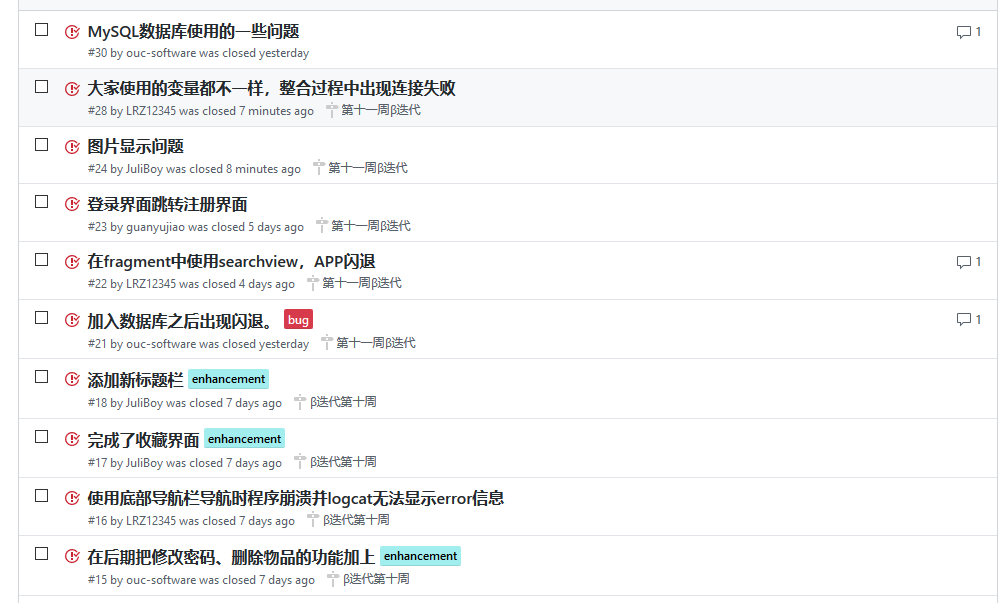 MySQL数据库使用的一些问题
1
#30 by ouc-software was closed yesterday
大家使用的变量都不一样，整合过程中出现连接失败
#28 by LRZ12345 was closed 7 minutes ago 第十一周β迭代
图片显示问题
#24 by JuliBoy was closed 8 minutes ago 第十一周β迭代
登录界面跳转注册界面
#23 by guanyujiao was closed 5 days ago 第十一周β迭代
在fragment中使用searchview，APP闪退
1
#22 by LRZ12345 was closed 4 days ago 第十一周β迭代
加入数据库之后出现闪退。 bug
1
#21 by ouc-software was closed yesterday 第十一周β迭代
添加新标题栏 enhancement
#18 by JuliBoy was closed 7 days ago β迭代第十周
完成了收藏界面 enhancement
#17 by JuliBoy was closed 7 days ago β迭代第十周
使用底部导航栏导航时程序崩溃并logcat无法显示error信息
#16 by LRZ12345 was closed 7 days ago β迭代第十周
在后期把修改密码、删除物品的功能加上 enhancement
#15 by ouc-software was closed 7 days ago β迭代第十周